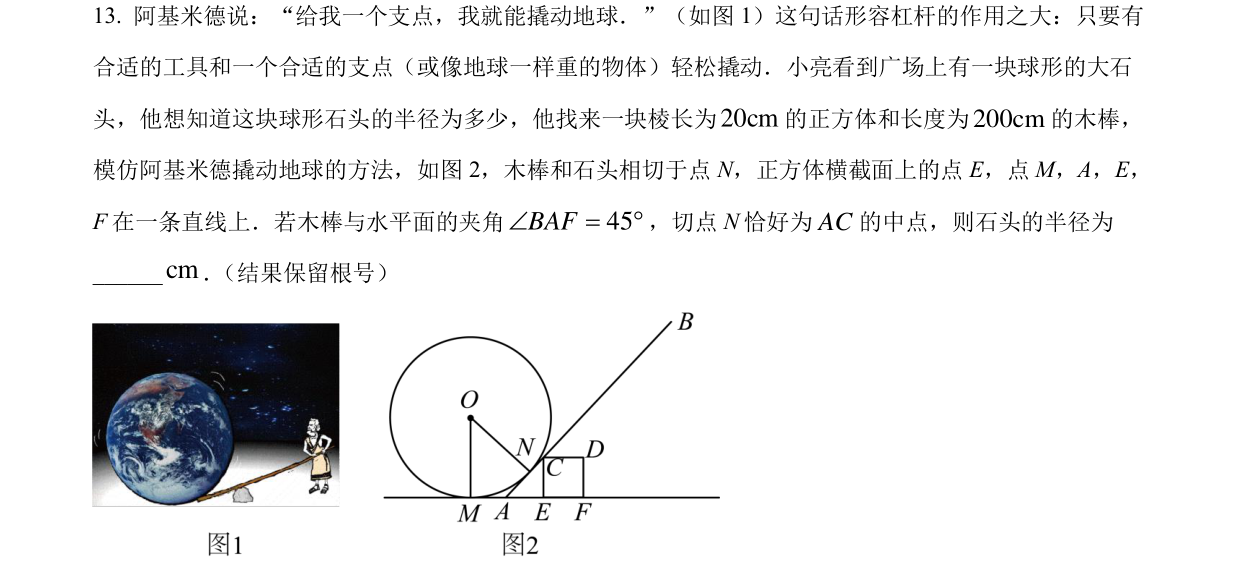 13. 阿基米德说：“给我一个支点，我就能撬动地球．”（如图 1）这句话形容杠杆的作用之大：只要有
合适的工具和一个合适的支点（或像地球一样重的物体）轻松撬动．小亮看到广场上有一块球形的大石
头，他想知道这块球形石头的半径为多少，他找来一块棱长为20cm 的正方体和长度为200cm 的木棒，
模仿阿基米德撬动地球的方法，如图 2，木棒和石头相切于点 N，正方体横截面上的点 E，点 M，A，E，
F 在一条直线上．若木棒与水平面的夹角∠BAF = 45°，切点 N 恰好为 AC 的中点，则石头的半径为
______cm．（结果保留根号）
B
O
N
D
C
M A E F
图1
图2